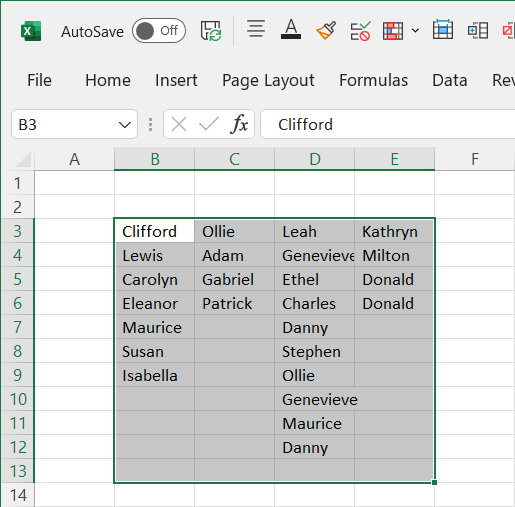 AutoSave Off
File Home Insert Page Layout Formulas Data Rev
B3 fx Clifford
A B C D E F
1
2
3 Clifford Ollie Leah Kathryn
4 Lewis Adam Genevieve Milton
5 Carolyn Gabriel Ethel Donald
6 Eleanor Patrick Charles Donald
7 Maurice Danny
8 Susan Stephen
9 Isabella Ollie
10 Genevieve
11 Maurice
12 Danny
13
14